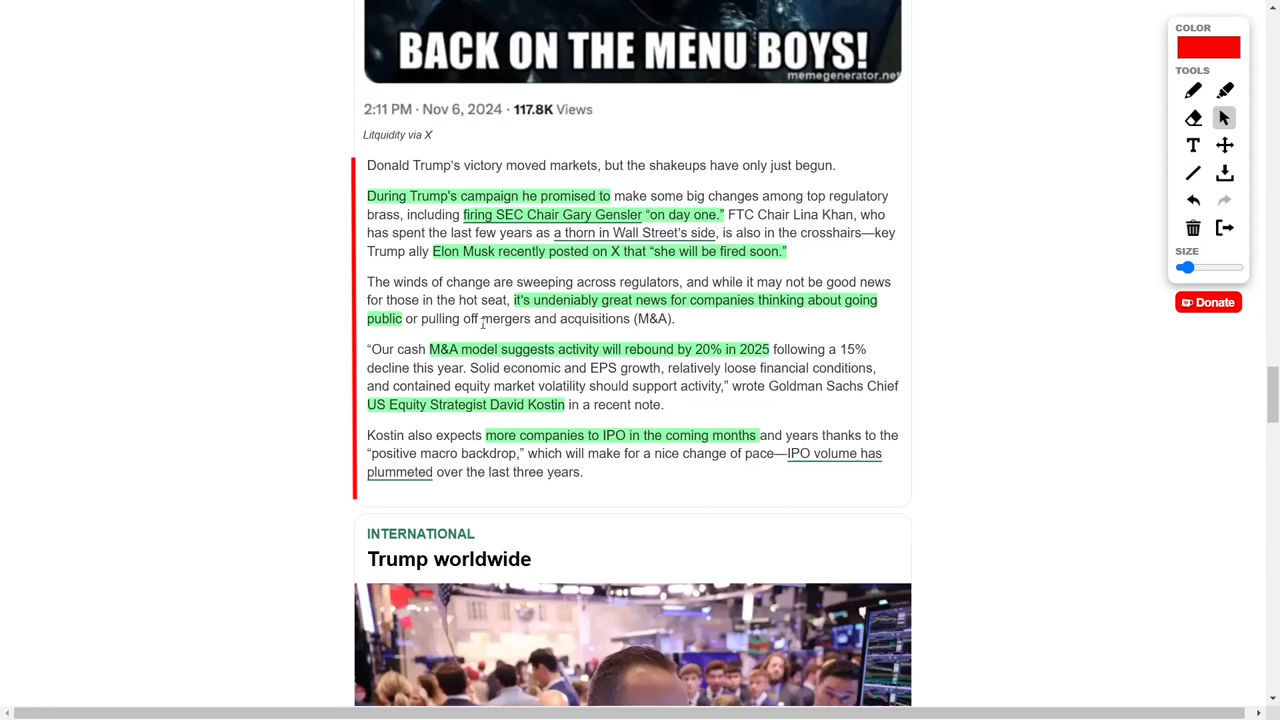 BACK ON THE MENU BOYS!
memegenerator.net
2:11 PM · Nov 6, 2024 · 117.8K Views
Litquidity via X
Donald Trump's victory moved markets, but the shakeups have only just begun.
During Trump's campaign he promised to make some big changes among top regulatory
brass, including firing SEC Chair Gary Gensler “on day one.” FTC Chair Lina Khan, who
has spent the last few years as a thorn in Wall Street's side, is also in the crosshairs—key
Trump ally Elon Musk recently posted on X that “she will be fired soon.”
The winds of change are sweeping across regulators, and while it may not be good news
for those in the hot seat, it's undeniably great news for companies thinking about going
public or pulling off mergers and acquisitions (M&A).
“Our cash M&A model suggests activity will rebound by 20% in 2025 following a 15%
decline this year. Solid economic and EPS growth, relatively loose financial conditions,
and contained equity market volatility should support activity,” wrote Goldman Sachs Chief
US Equity Strategist David Kostin in a recent note.
Kostin also expects more companies to IPO in the coming months and years thanks to the
“positive macro backdrop,” which will make for a nice change of pace—IPO volume has
plummeted over the last three years.
INTERNATIONAL
Trump worldwide
COLOR
TOOLS
T
SIZE
Donate